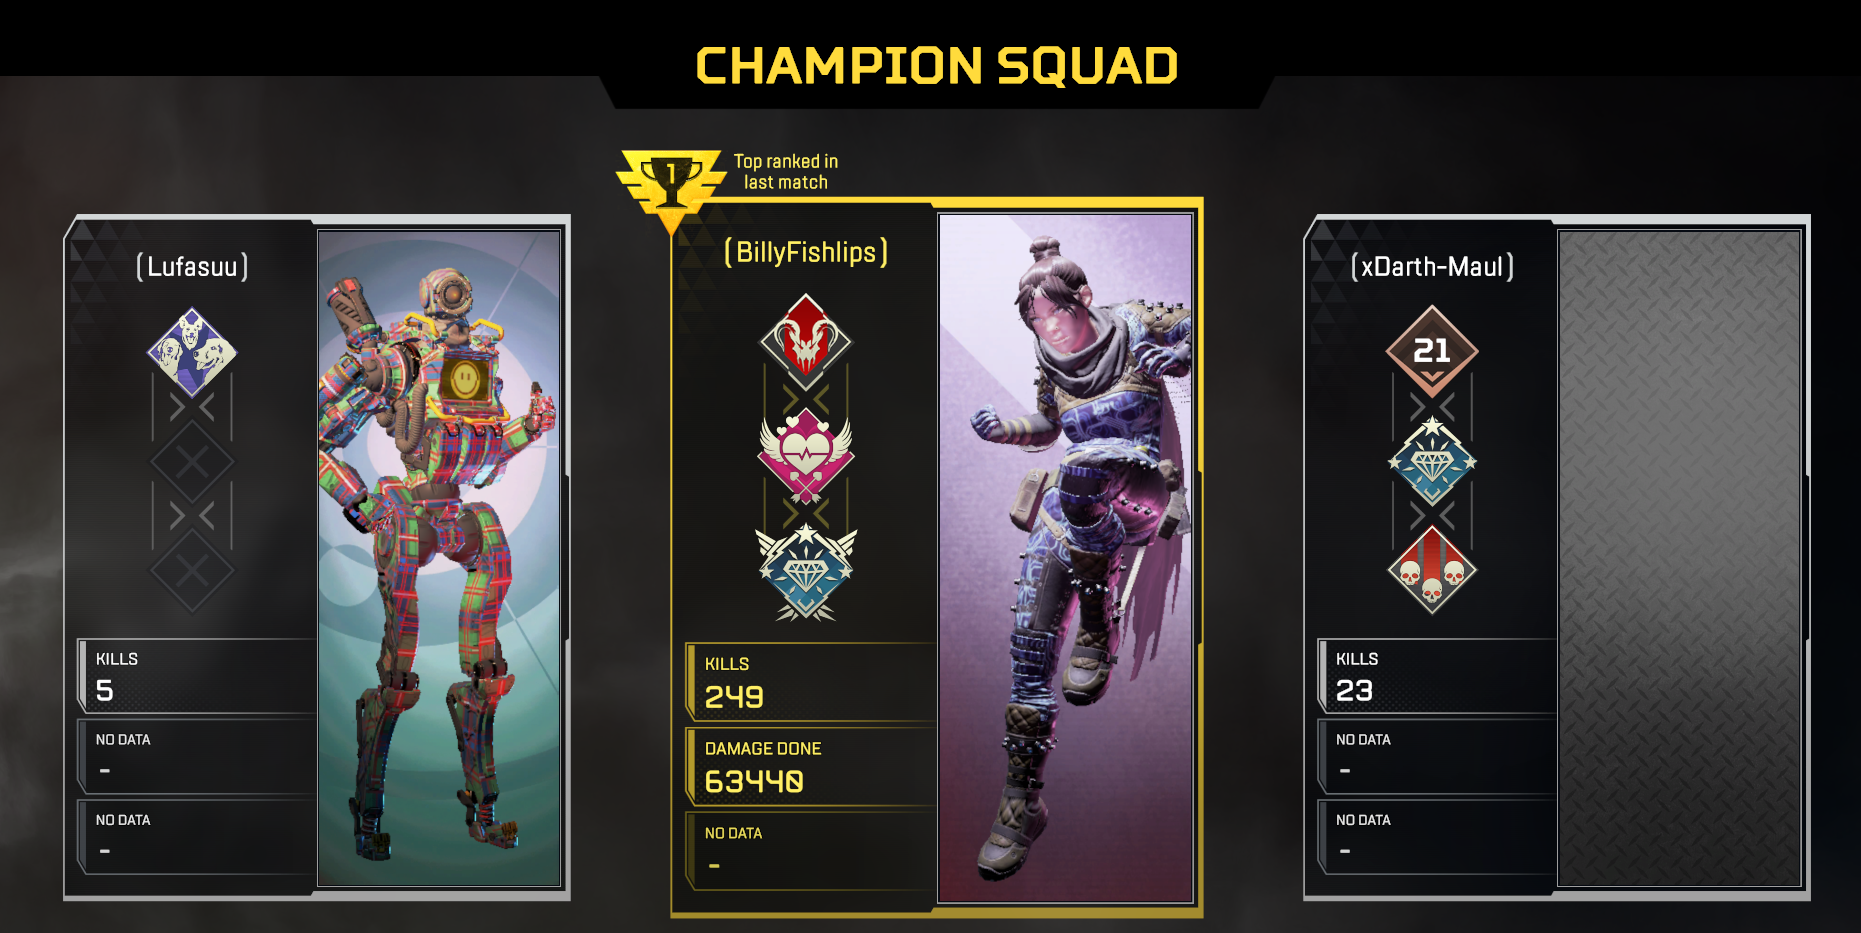 CHAMPION SQUAD
1
Top ranked in
last match
(Lufasuu)
KILLS
5
NO DATA
-
NO DATA
-
(BillyFishlips)
KILLS
249
DAMAGE DONE
63440
NO DATA
-
(xDarth-Maul)
21
KILLS
23
NO DATA
-
NO DATA
-